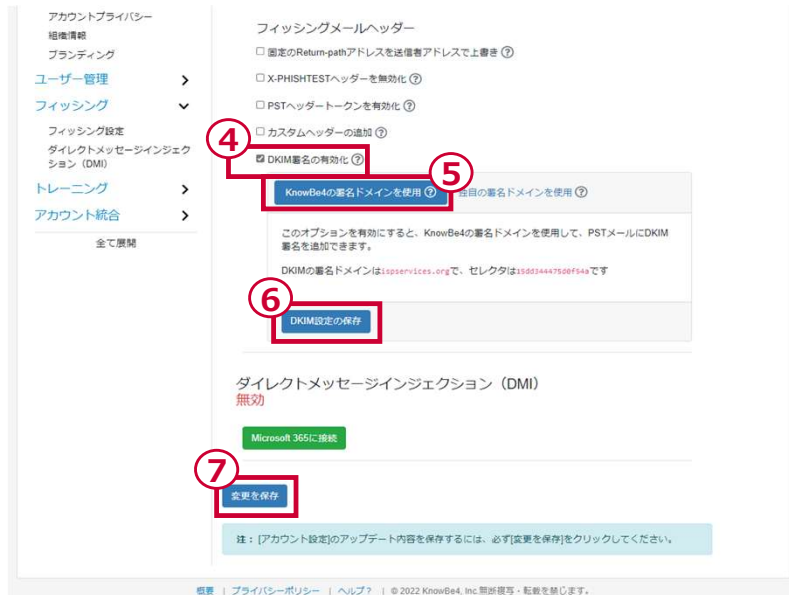 アカウントプライバシー
組織情報
ブランディング
ユーザー管理
フィッシング
フィッシング設定
ダイレクトメッセージインジェク
ション（DMI）
トレーニング
アカウント統合
全て展開
フィッシングメールヘッダー
固定のReturn-pathアドレスを送信者アドレスで上書き
X-PHISHTESTヘッダーを無効化
PSTヘッダートークンを有効化
カスタムヘッダーの追加
④
DKIM署名の有効化
⑤
KnowBe4の署名ドメインを使用 独自の署名ドメインを使用
このオプションを有効にすると、KnowBe4の署名ドメインを使用して、PSTメールにDKIM
署名を追加できます。
DKIMの署名ドメインはispservices.orgで、セレクタは です
⑥
DKIM設定の保存
ダイレクトメッセージインジェクション（DMI）
無効
Microsoft 365に接続
⑦
変更を保存
注：[アカウント設定]のアップデート内容を保存するには、必ず[変更を保存]をクリックしてください。
概要 | プライバシーポリシー | ヘルプ？ | © 2022 KnowBe4, Inc.無断複写・転載を禁じます。